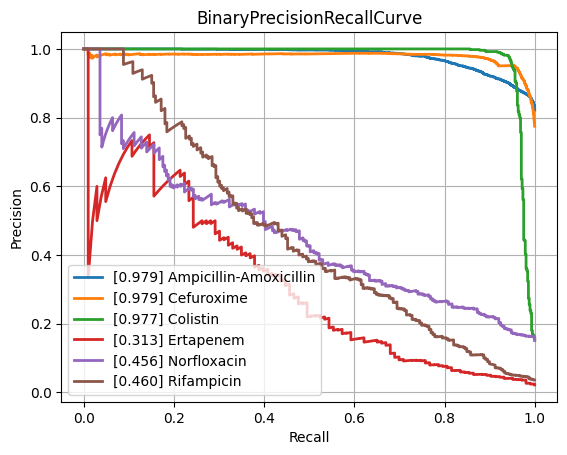 BinaryPrecisionRecallCurve
Precision
1.0
0.8
0.6
0.4
0.2
0.0
[0.979] Ampicillin-Amoxicillin
[0.979] Cefuroxime
[0.977] Colistin
[0.313] Ertapenem
[0.456] Norfloxacin
[0.460] Rifampicin
0.0 0.2 0.4 0.6 0.8 1.0
Recall